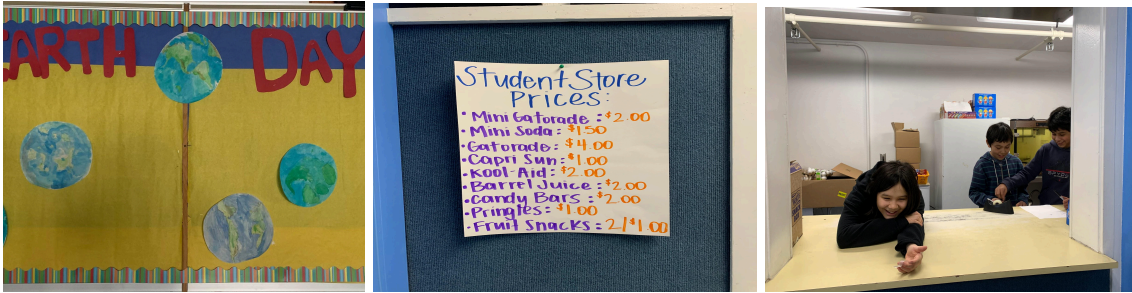 EARTH DAY
Student Store
Prices:
• Mini Gatorade: $2.00
• Mini Soda: $1.50
• Gatorade: $4.00
• Capri Sun: $1.00
• Kool-Aid: $2.00
• Barrel Juice: $2.00
• Candy Bars: $2.00
• Pringles: $1.00
• Fruit Snacks: 2/$1.00